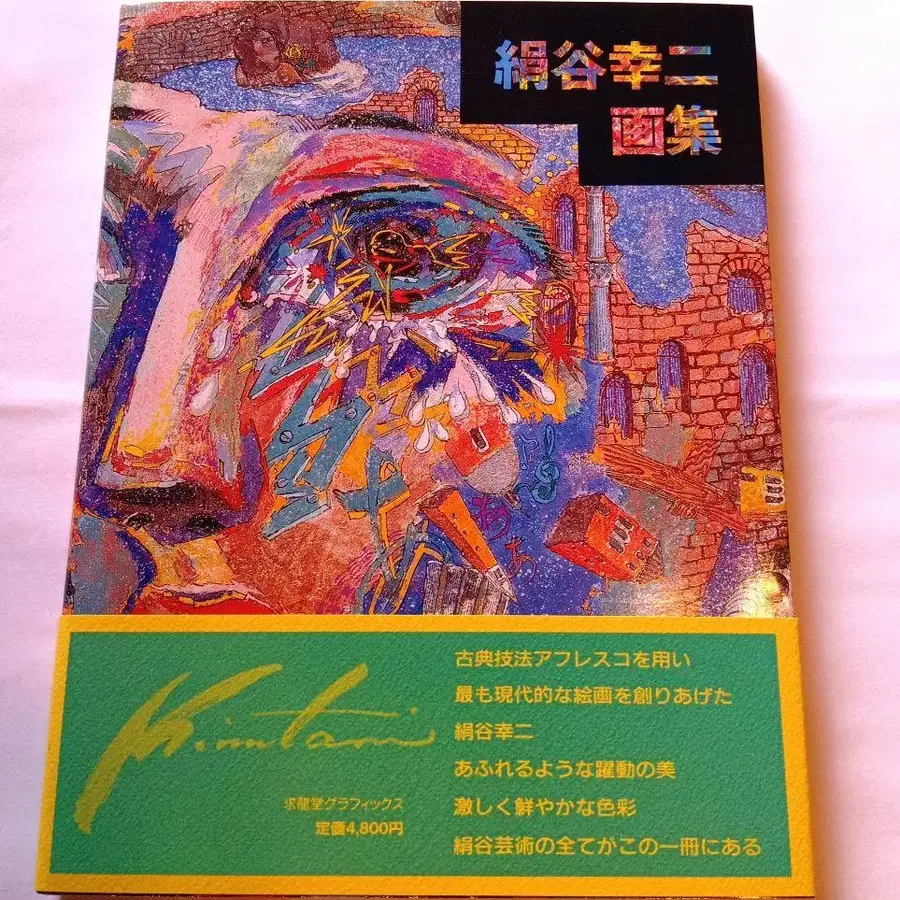 絹谷幸二
画集
Kinutani
古典技法アフレスコを用い
最も現代的な絵画を創りあげた
絹谷幸二
あふれるような躍動の美
激しく鮮やかな色彩
絹谷芸術の全てがこの一冊にある
求龍堂グラフィックス
定価4,800円